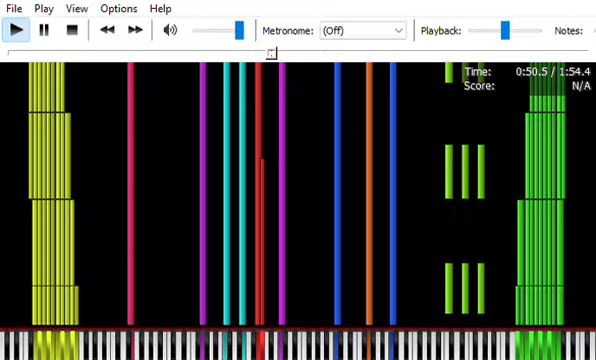 File Play View Options Help
Metronome: (Off) Playback: Notes:
Time: 0:50.5 / 1:54.4
Score: N/A